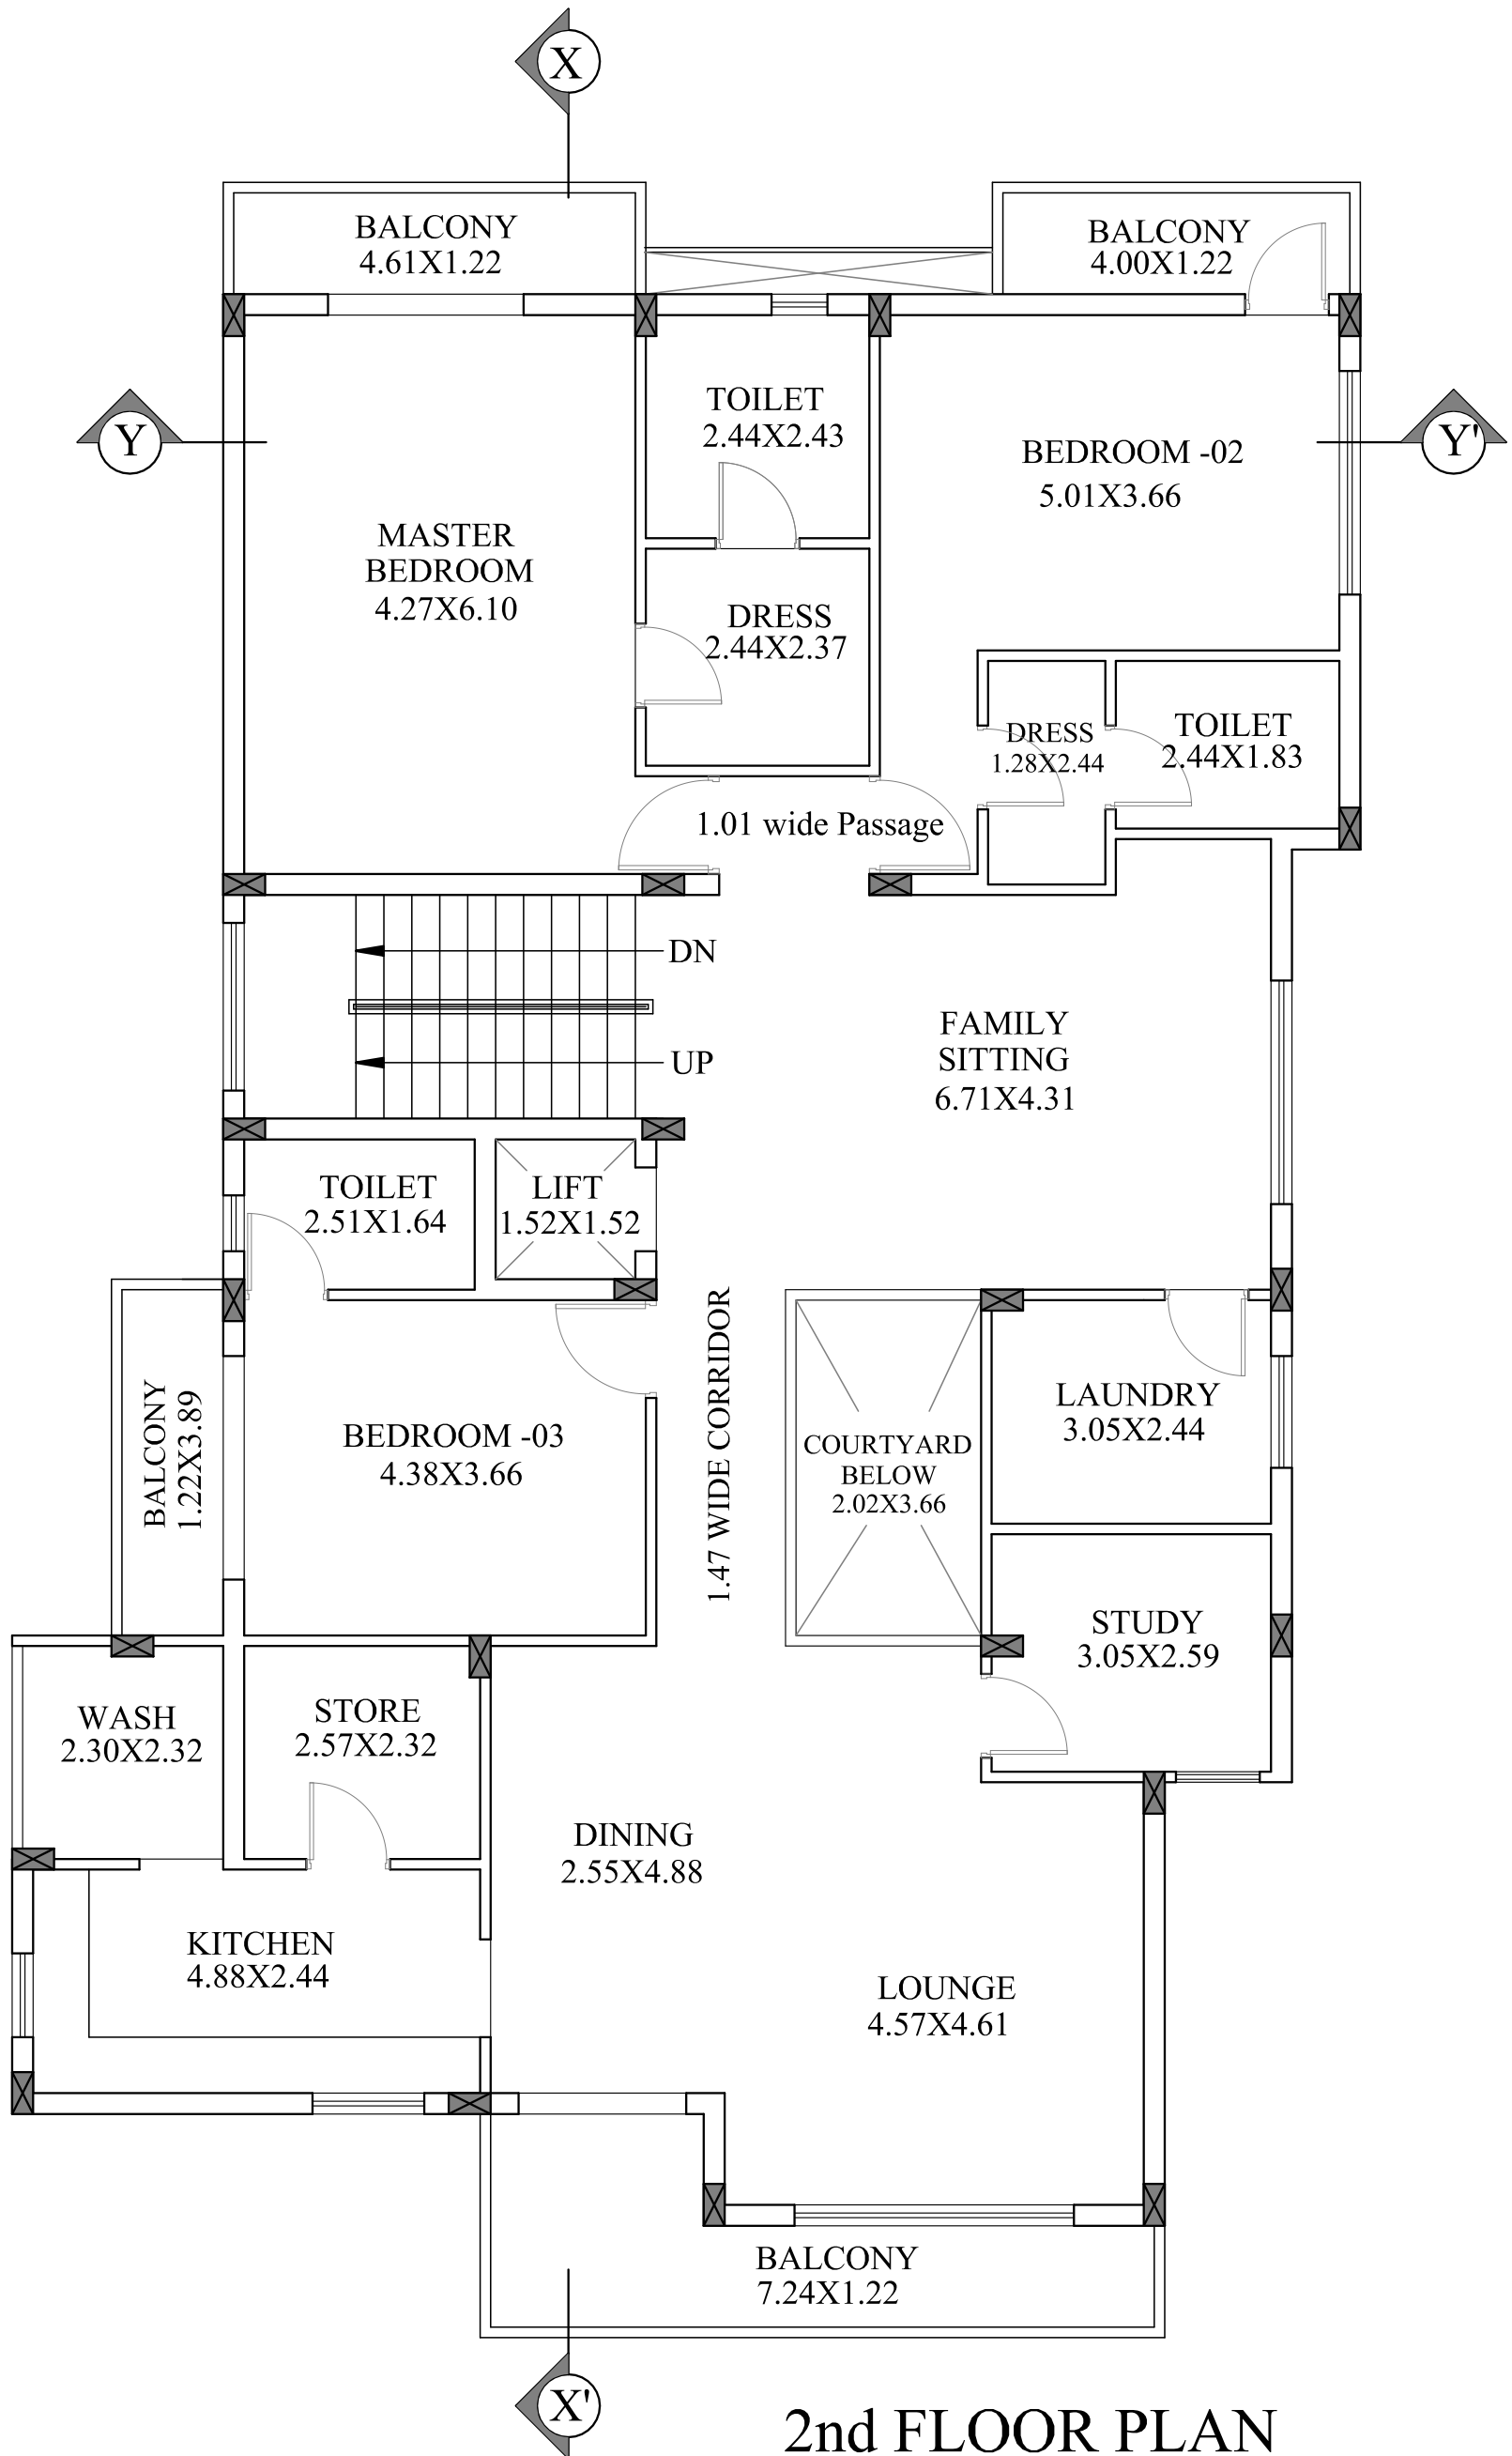 X
BALCONY
4.61X1.22
BALCONY
4.00X1.22
TOILET
2.44X2.43
Y
Y'
BEDROOM -02
5.01X3.66
MASTER
BEDROOM
4.27X6.10
DRESS
2.44X2.37
DRESS
1.28X2.44
TOILET
2.44X1.83
1.01 wide Passage
DN
UP
FAMILY
SITTING
6.71X4.31
TOILET
2.51X1.64
LIFT
1.52X1.52
BALCONY
1.22X3.89
BEDROOM -03
4.38X3.66
1.47 WIDE CORRIDOR
COURTYARD
BELOW
2.02X3.66
LAUNDRY
3.05X2.44
STUDY
3.05X2.59
WASH
2.30X2.32
STORE
2.57X2.32
DINING
2.55X4.88
KITCHEN
4.88X2.44
LOUNGE
4.57X4.61
BALCONY
7.24X1.22
X'
2nd FLOOR PLAN